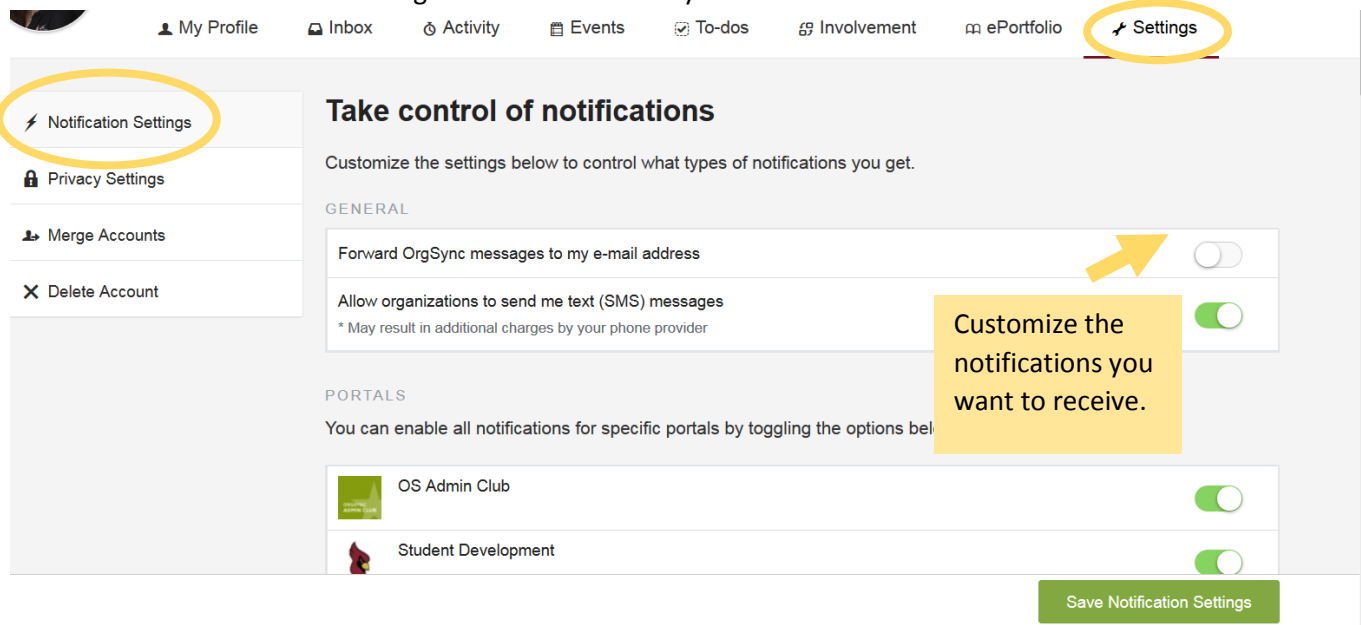 My Profile
Inbox
Activity
Events
To-dos
Involvement
ePortfolio
Settings
Notification Settings
Privacy Settings
Merge Accounts
Delete Account
Take control of notifications
Customize the settings below to control what types of notifications you get.
GENERAL
Forward OrgSync messages to my e-mail address
Allow organizations to send me text (SMS) messages
* May result in additional charges by your phone provider
Customize the
notifications you
want to receive.
PORTALS
You can enable all notifications for specific portals by toggling the options
OS Admin Club
ORGSYNC
ADMIN CLUB
Student Development
Save Notification Settings